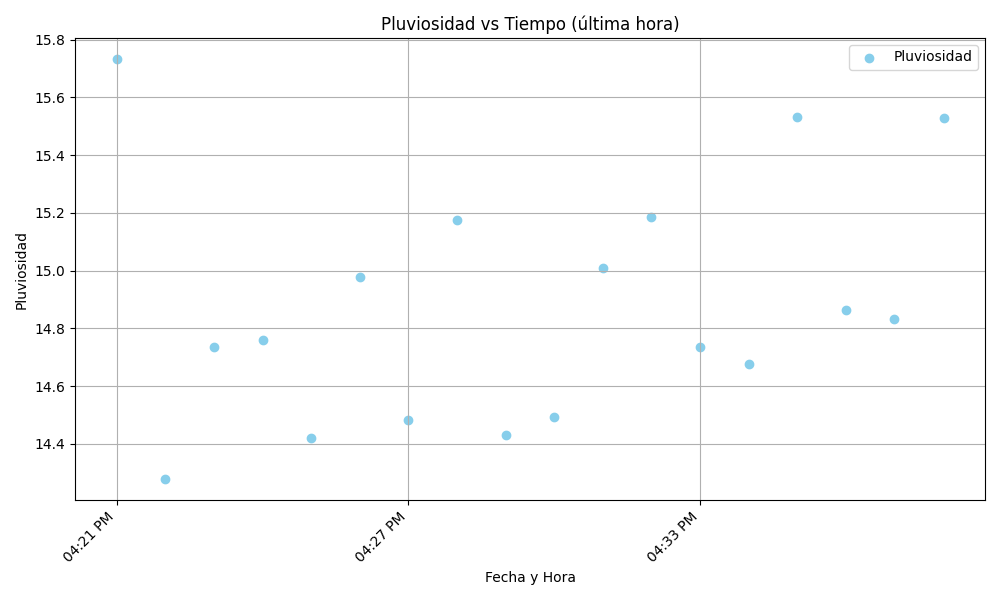 Pluviosidad vs Tiempo (última hora)
Pluviosidad
15.8
15.6
15.4
15.2
15.0
14.8
14.6
14.4
Pluviosidad
04:21 PM
04:27 PM
04:33 PM
Fecha y Hora